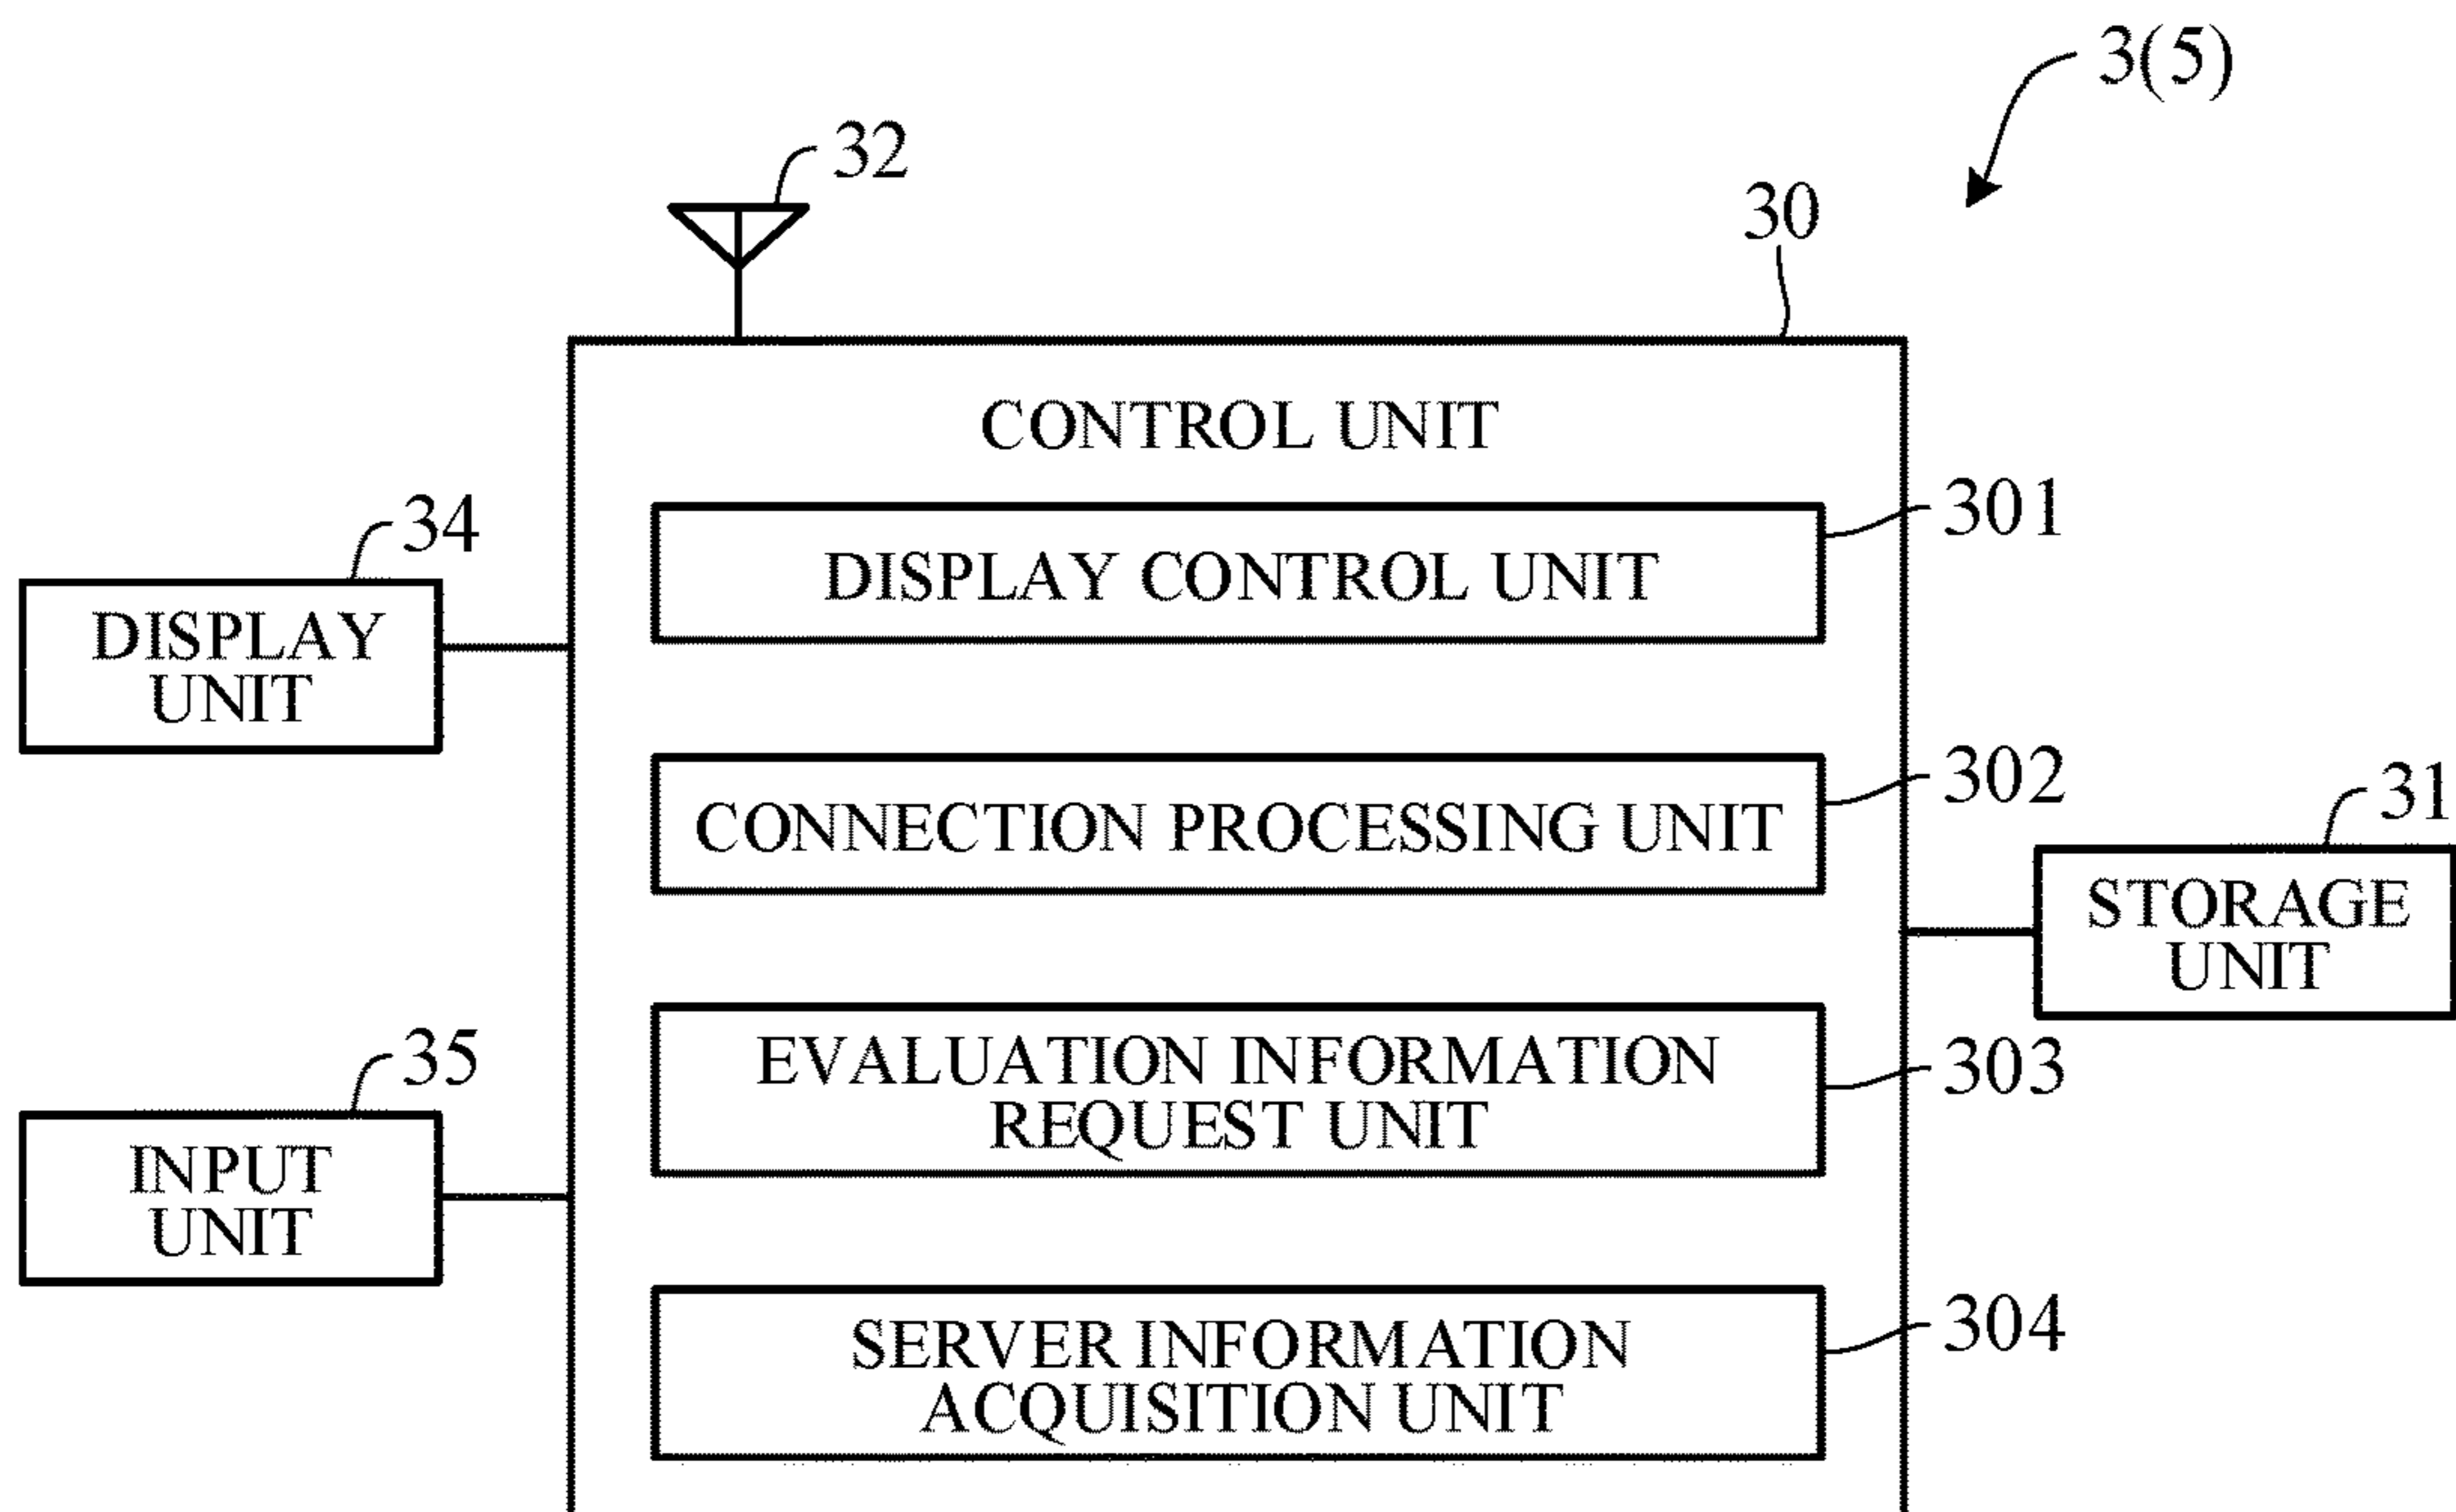 3(5)
32
30
CONTROL UNIT
301
DISPLAY CONTROL UNIT
34
DISPLAY
UNIT
302
CONNECTION PROCESSING UNIT
31
STORAGE
UNIT
303
EVALUATION INFORMATION
REQUEST UNIT
35
INPUT
UNIT
304
SERVER INFORMATION
ACQUISITION UNIT